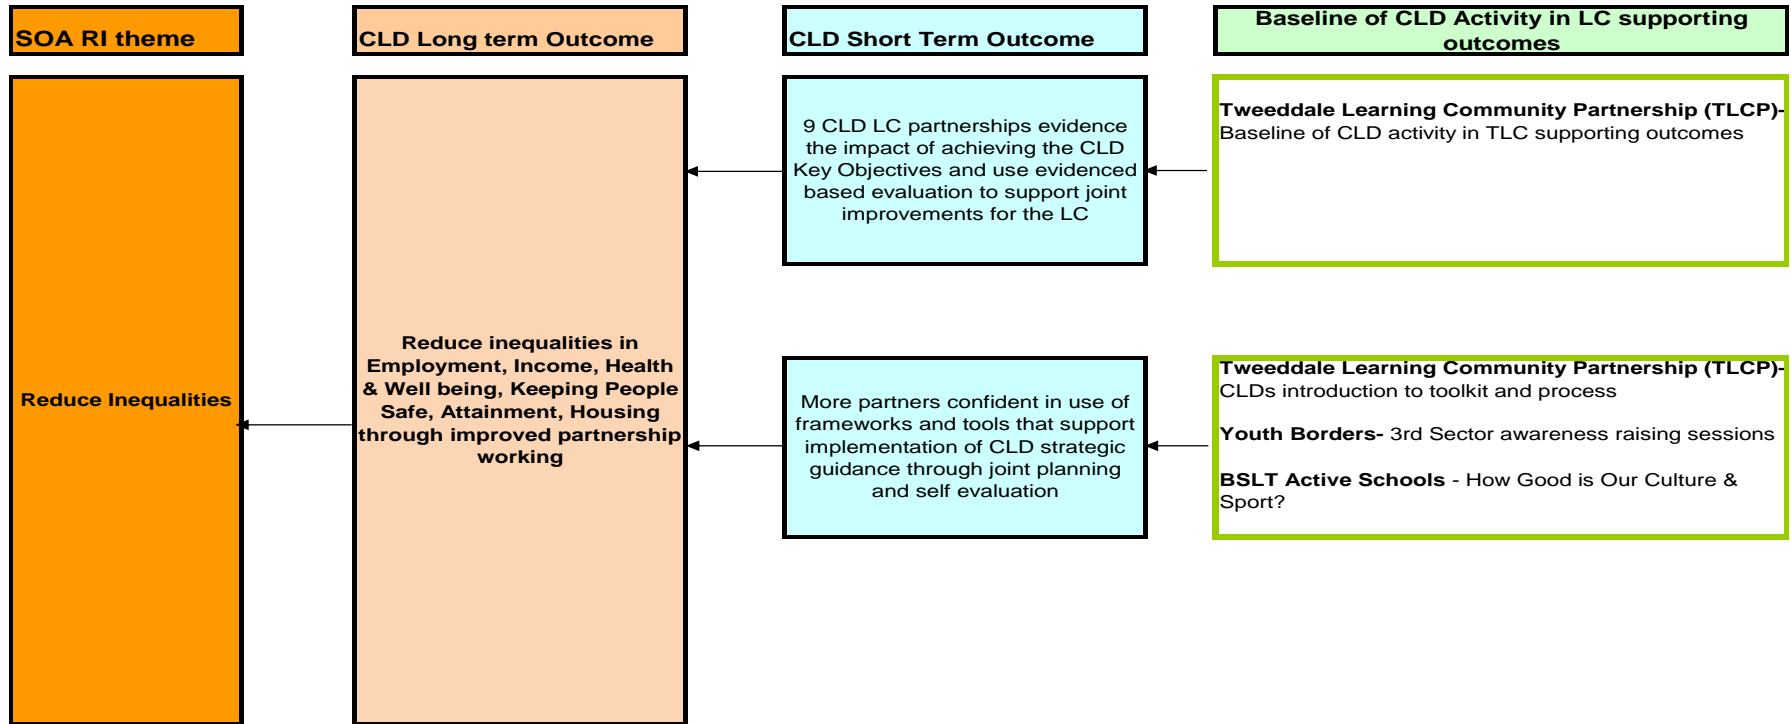 SOA RI theme
CLD Long term Outcome
CLD Short Term Outcome
Baseline of CLD Activity in LC supporting
outcomes
Reduce Inequalities
Reduce inequalities in
Employment, Income, Health
& Well being, Keeping People
Safe, Attainment, Housing
through improved partnership
working
9 CLD LC partnerships evidence
the impact of achieving the CLD
Key Objectives and use evidenced
based evaluation to support joint
improvements for the LC
Tweeddale Learning Community Partnership (TLCP)-
Baseline of CLD activity in TLC supporting outcomes
More partners confident in use of
frameworks and tools that support
implementation of CLD strategic
guidance through joint planning
and self evaluation
Tweeddale Learning Community Partnership (TLCP)-
CLDs introduction to toolkit and process
Youth Borders- 3rd Sector awareness raising sessions
BSLT Active Schools - How Good is Our Culture &
Sport?